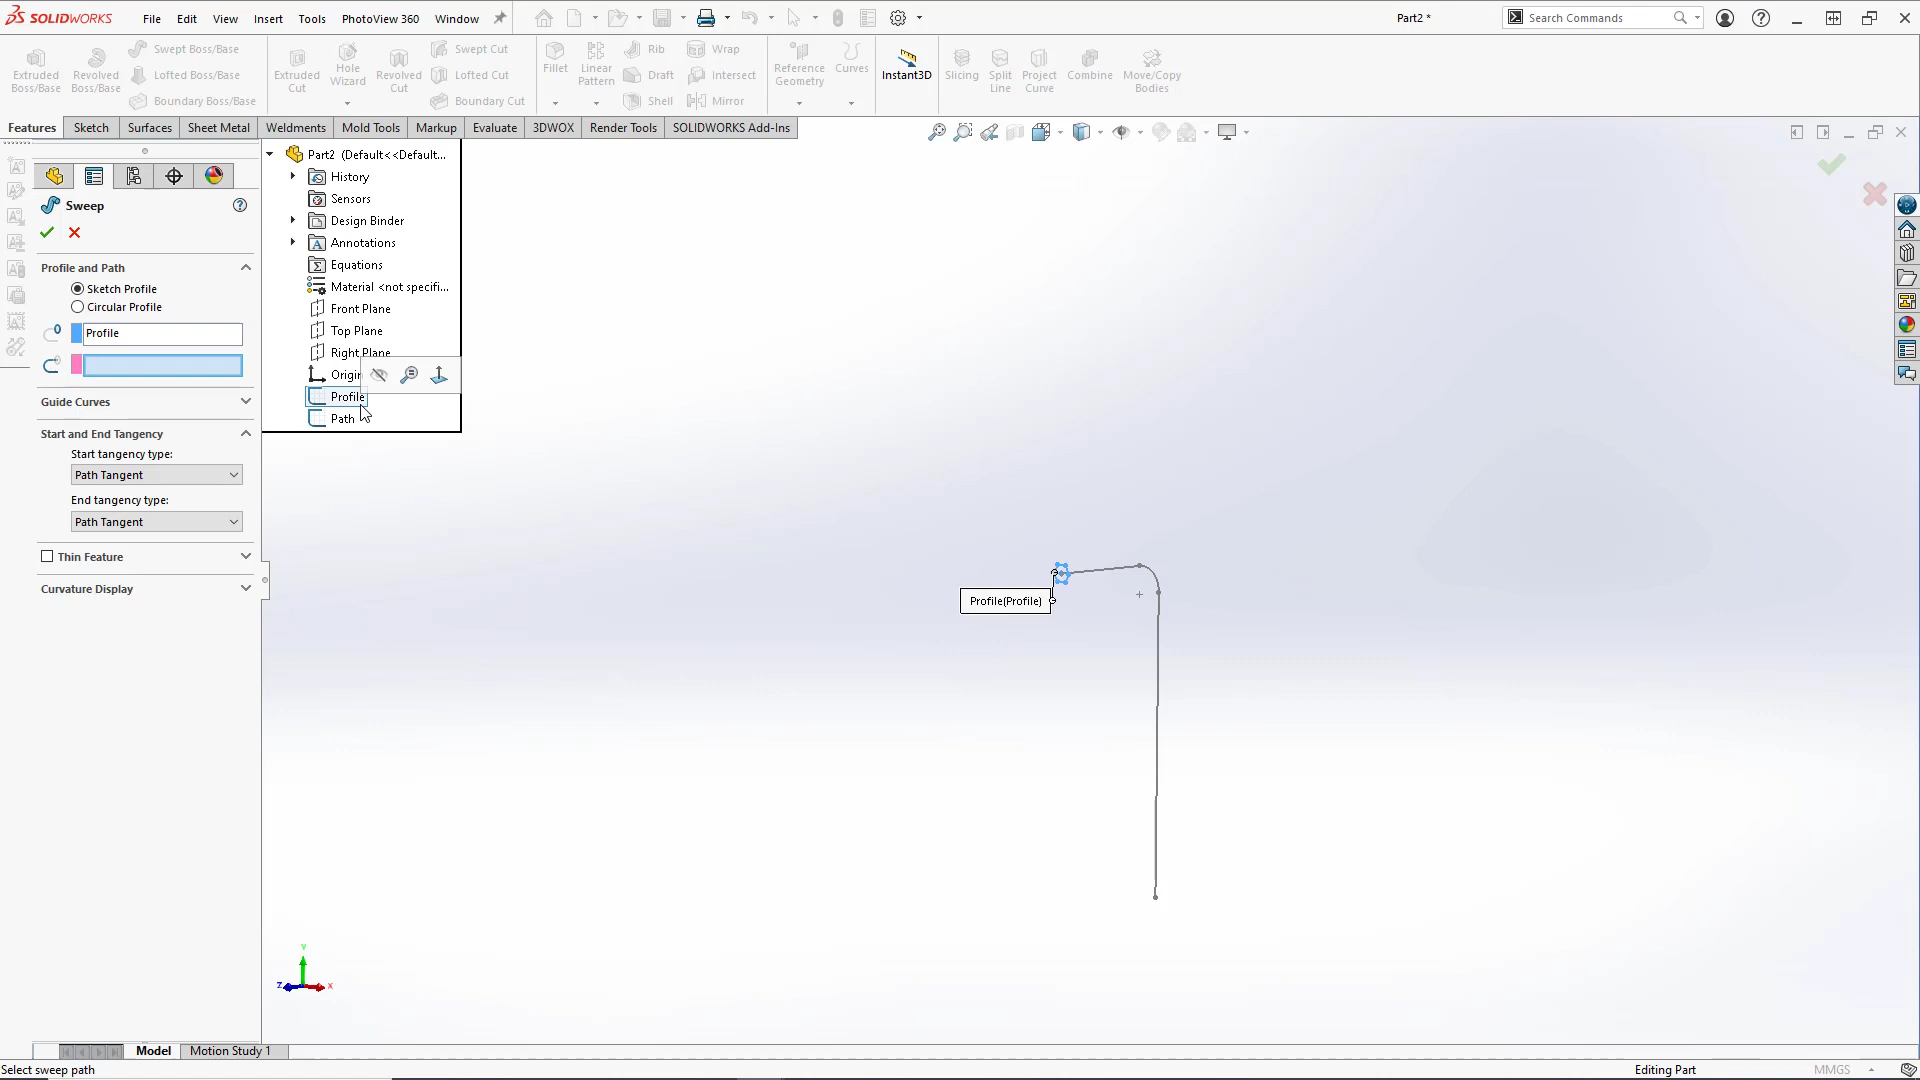 SOLIDWORKS File Edit View Insert Tools PhotoView 360 Window Part2 * Search Commands
Extruded Boss/Base
Revolved Boss/Base
Swept Boss/Base
Lofted Boss/Base
Boundary Boss/Base
Extruded Cut
Hole Wizard
Revolved Cut
Swept Cut
Lofted Cut
Boundary Cut
Fillet
Linear Pattern
Rib
Draft
Shell
Wrap
Intersect
Mirror
Reference Geometry
Curves
Instant3D
Slicing
Split Line
Project Curve
Combine
Move/Copy Bodies
Features Sketch Surfaces Sheet Metal Weldments Mold Tools Markup Evaluate 3DWOX Render Tools SOLIDWORKS Add-Ins
Sweep
Profile and Path
Sketch Profile
Circular Profile
Profile
Guide Curves
Start and End Tangency
Start tangency type:
Path Tangent
End tangency type:
Path Tangent
Thin Feature
Curvature Display
Part2 (Default<<Default...
History
Sensors
Design Binder
Annotations
Equations
Material <not specifi...
Front Plane
Top Plane
Right Plane
Origin
Profile
Path
Profile(Profile)
Y
Z
X
Model Motion Study 1
Select sweep path Editing Part MMGS